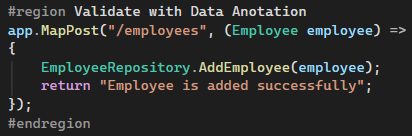 #region Validate with Data Anotation
app.MapPost("/employees", (Employee employee) =>
{
    EmployeeRepository.AddEmployee(employee);
    return "Employee is added successfully";
});
#endregion